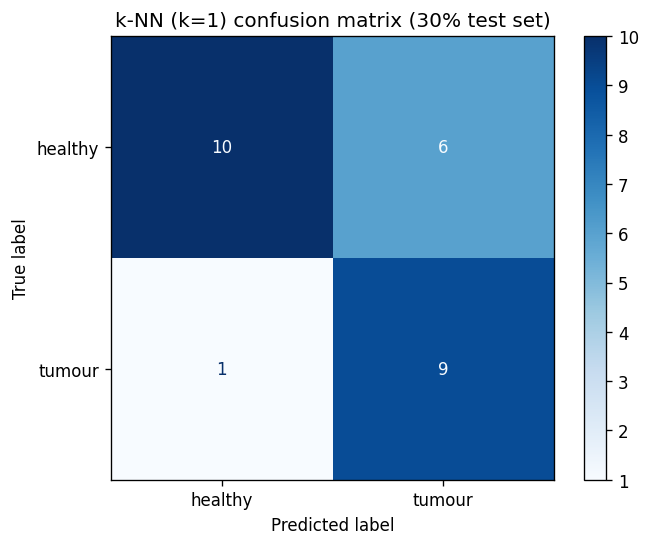 k-NN (k=1) confusion matrix (30% test set)
True label
healthy
10
6
tumour
1
9
healthy
tumour
Predicted label
10
9
8
7
6
5
4
3
2
1